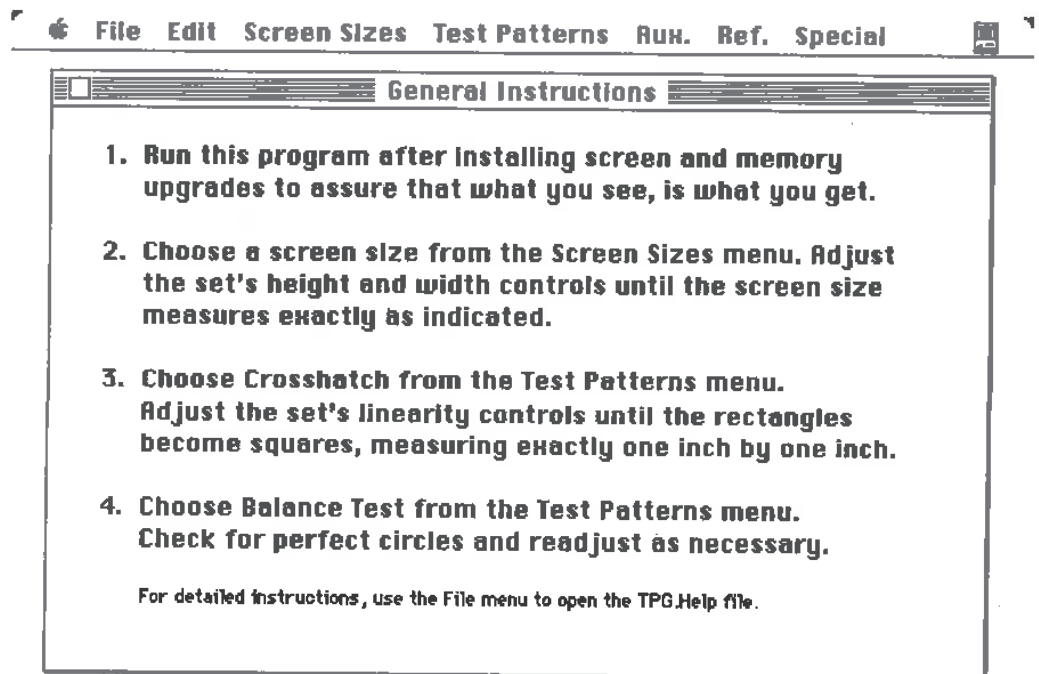 File Edit Screen Sizes Test Patterns Aux. Ref. Special
General Instructions
1. Run this program after installing screen and memory
upgrades to assure that what you see, is what you get.
2. Choose a screen size from the Screen Sizes menu. Adjust
the set's height and width controls until the screen size
measures exactly as indicated.
3. Choose Crosshatch from the Test Patterns menu.
Adjust the set's linearity controls until the rectangles
become squares, measuring exactly one inch by one inch.
4. Choose Balance Test from the Test Patterns menu.
Check for perfect circles and readjust as necessary.
For detailed instructions, use the File menu to open the TPG.Help file.